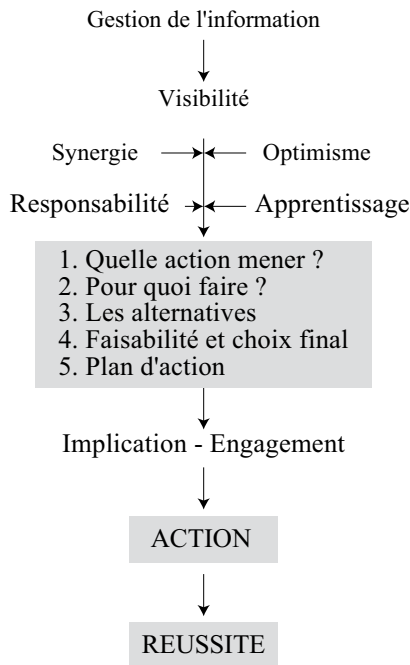 Gestion de l'information
Visibilité
Synergie Optimisme
Responsabilité Apprentissage
1. Quelle action mener ?
2. Pour quoi faire ?
3. Les alternatives
4. Faisabilité et choix final
5. Plan d'action
Implication - Engagement
ACTION
REUSSITE